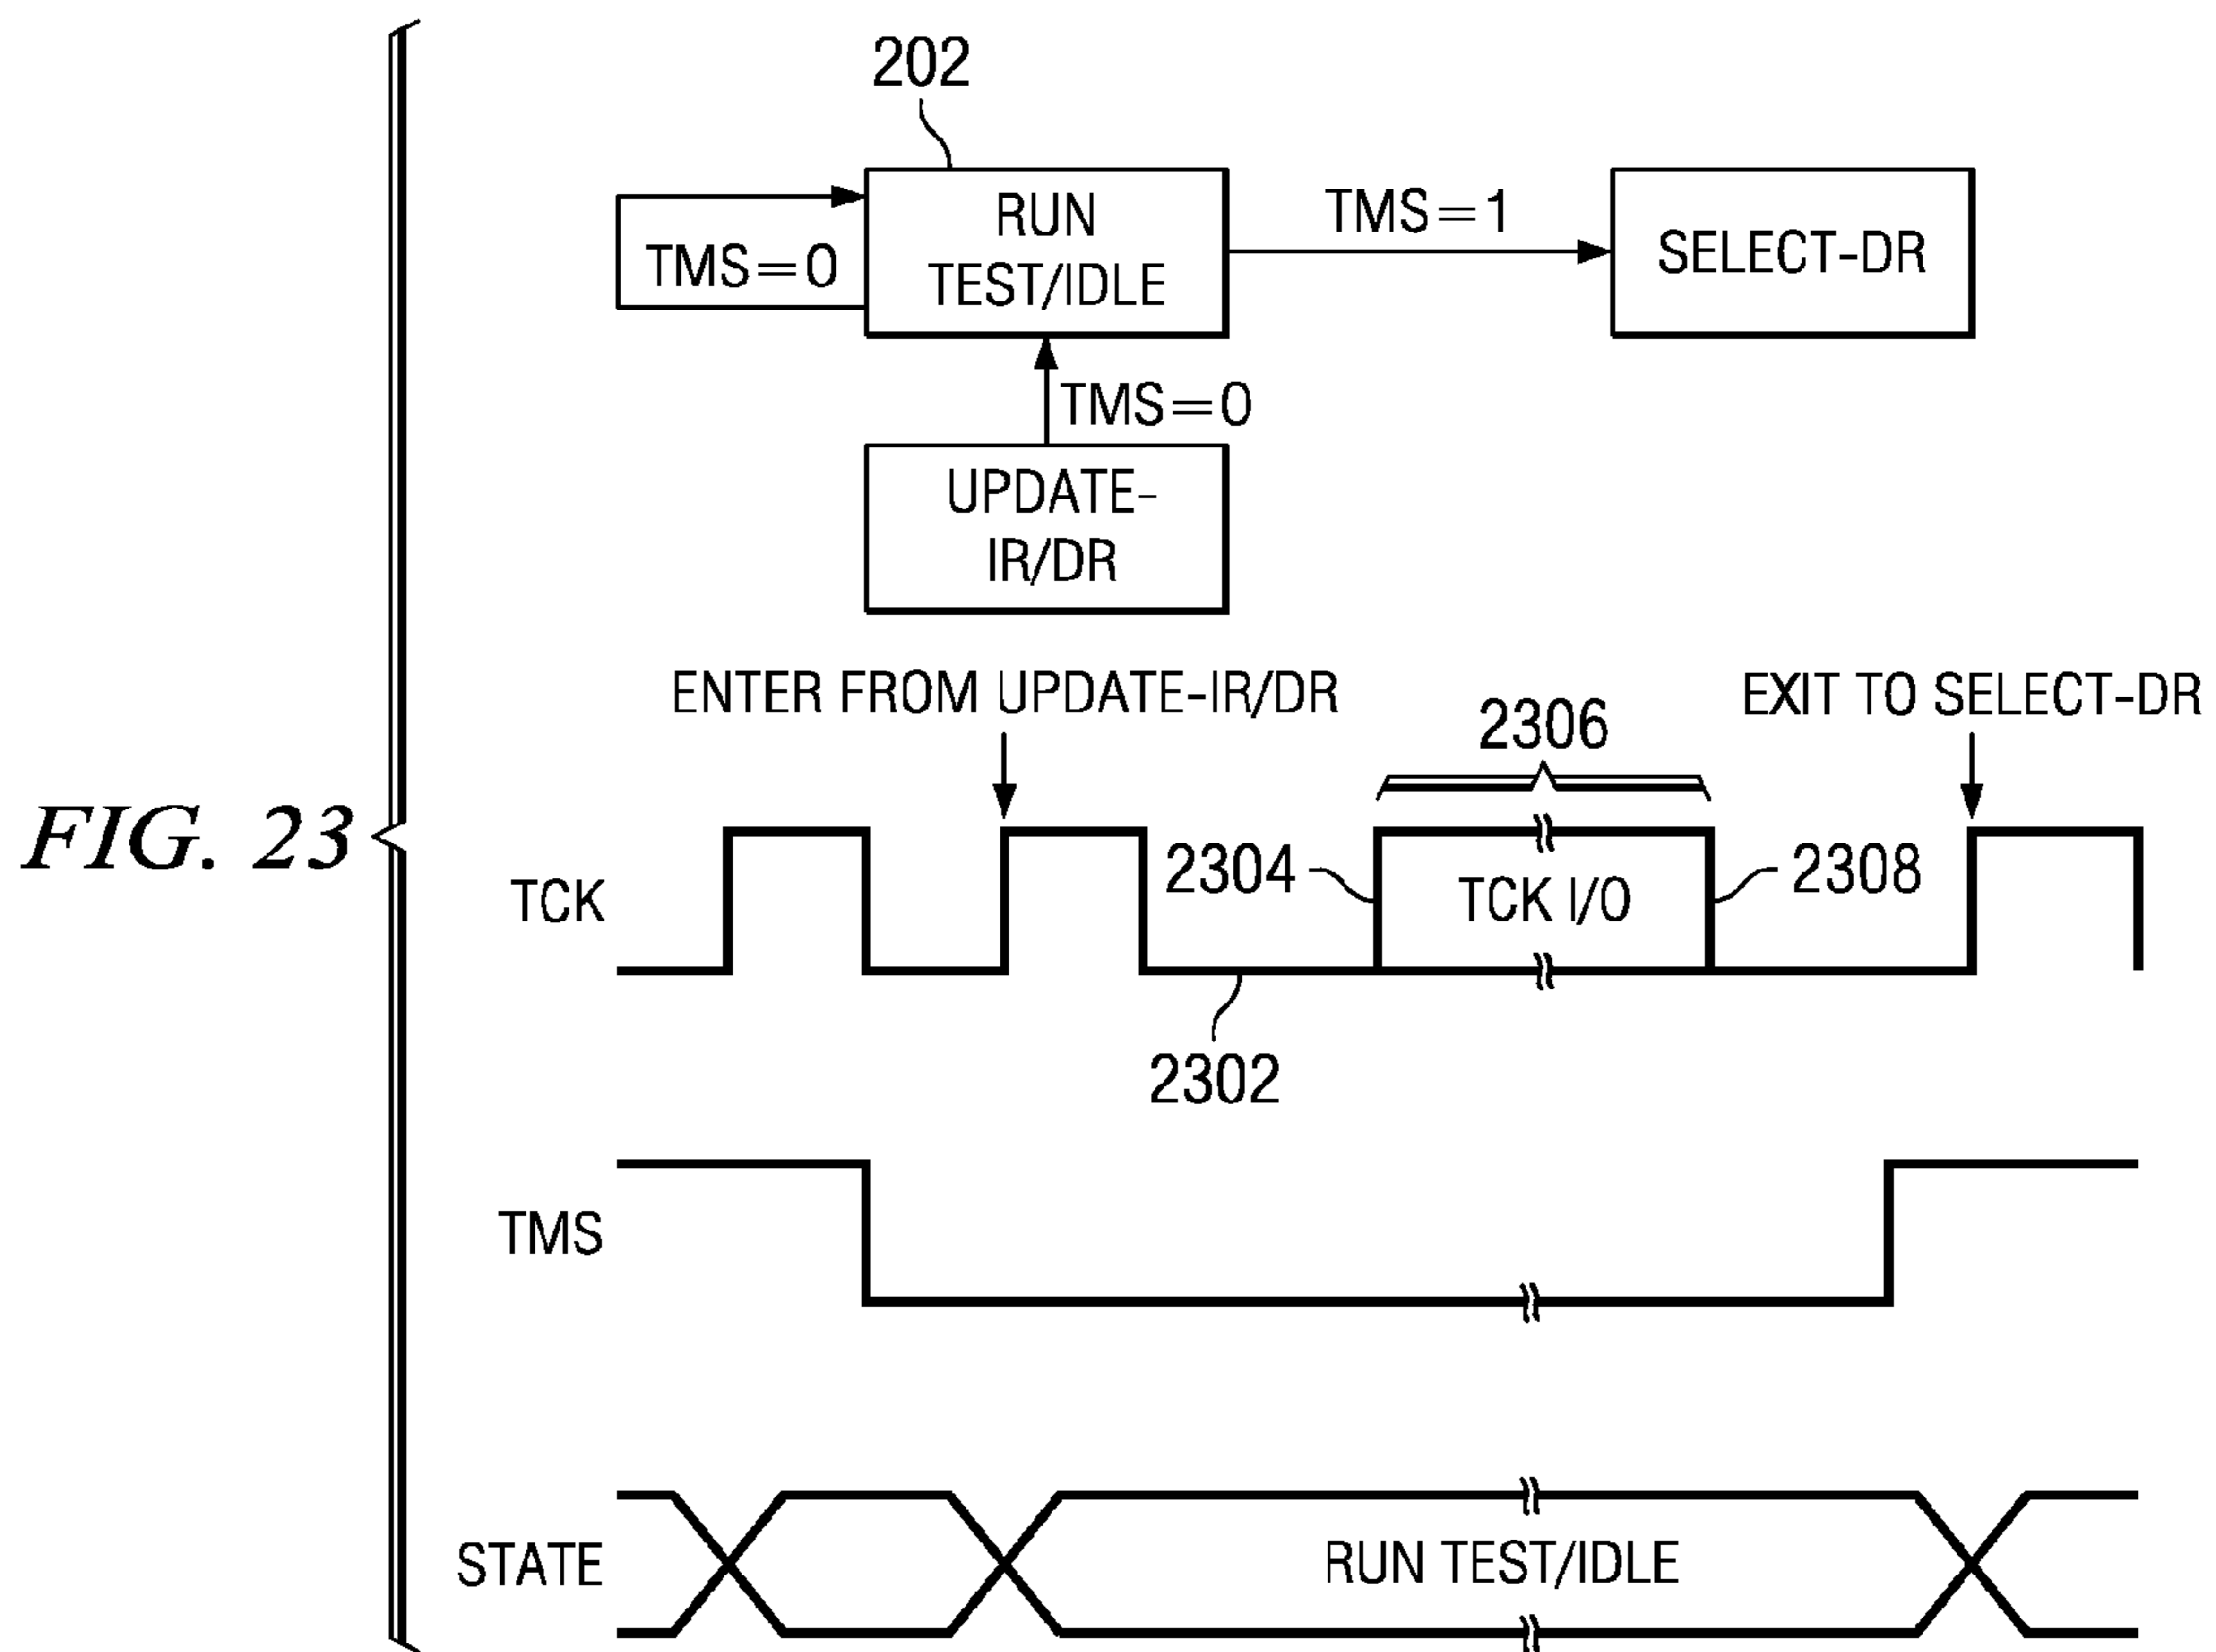 202
RUN
TEST/IDLE
TMS=0
TMS=1
SELECT-DR
TMS=0
UPDATE-
IR/DR
ENTER FROM UPDATE-IR/DR
2306
EXIT TO SELECT-DR
FIG. 23
TCK
2304
TCK I/O
2308
2302
TMS
STATE
RUN TEST/IDLE